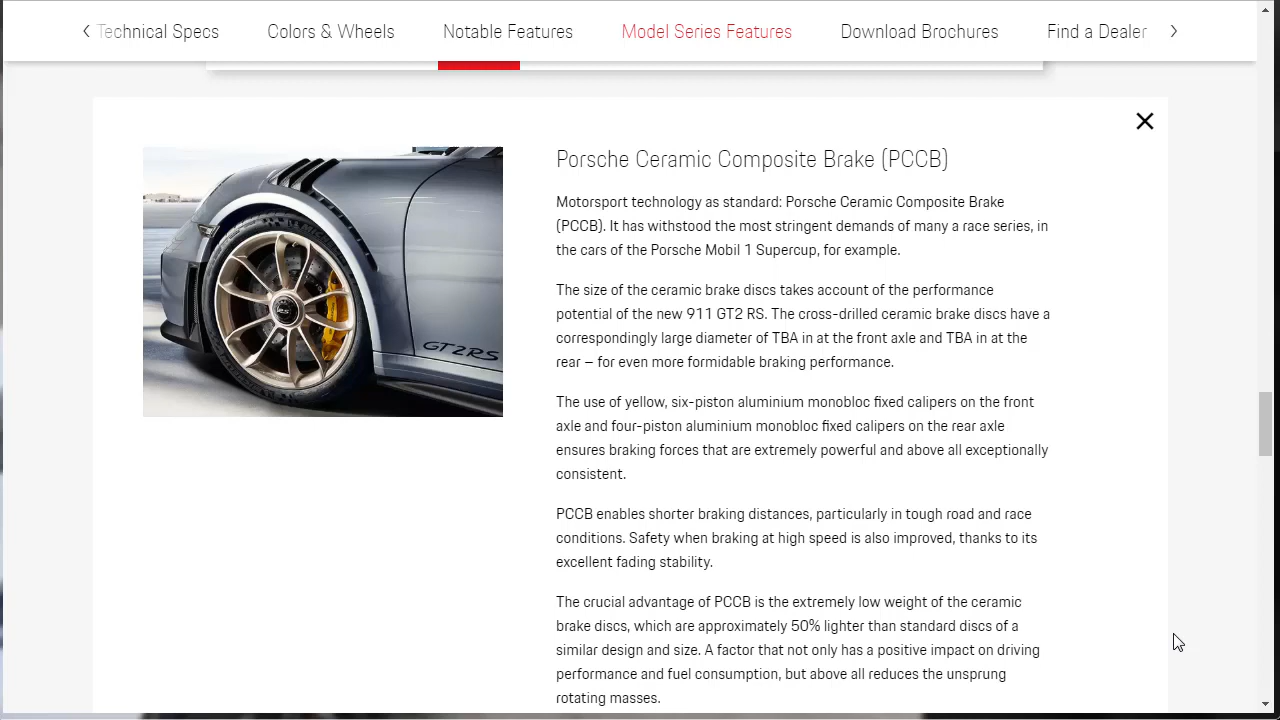 Technical Specs
Colors & Wheels
Notable Features
Model Series Features
Download Brochures
Find a Dealer
GT2RS
Porsche Ceramic Composite Brake (PCCB)
Motorsport technology as standard: Porsche Ceramic Composite Brake
(PCCB). It has withstood the most stringent demands of many a race series, in
the cars of the Porsche Mobil 1 Supercup, for example.
The size of the ceramic brake discs takes account of the performance
potential of the new 911 GT2 RS. The cross-drilled ceramic brake discs have a
correspondingly large diameter of TBA in at the front axle and TBA in at the
rear – for even more formidable braking performance.
The use of yellow, six-piston aluminium monobloc fixed calipers on the front
axle and four-piston aluminium monobloc fixed calipers on the rear axle
ensures braking forces that are extremely powerful and above all exceptionally
consistent.
PCCB enables shorter braking distances, particularly in tough road and race
conditions. Safety when braking at high speed is also improved, thanks to its
excellent fading stability.
The crucial advantage of PCCB is the extremely low weight of the ceramic
brake discs, which are approximately 50% lighter than standard discs of a
similar design and size. A factor that not only has a positive impact on driving
performance and fuel consumption, but above all reduces the unsprung
rotating masses.